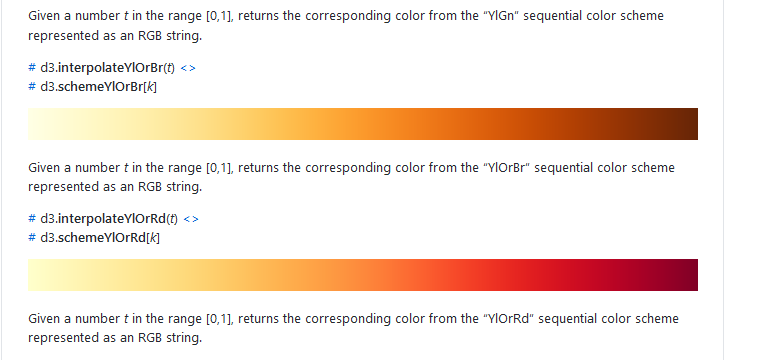 Given a number t in the range [0,1], returns the corresponding color from the “YlGn” sequential color scheme
represented as an RGB string.
# d3.interpolateYlOrBr(t) <>
# d3.schemeYlOrBr[k]
Given a number t in the range [0,1], returns the corresponding color from the “YlOrBr” sequential color scheme
represented as an RGB string.
# d3.interpolateYlOrRd(t) <>
# d3.schemeYlOrRd[k]
Given a number t in the range [0,1], returns the corresponding color from the “YlOrRd” sequential color scheme
represented as an RGB string.